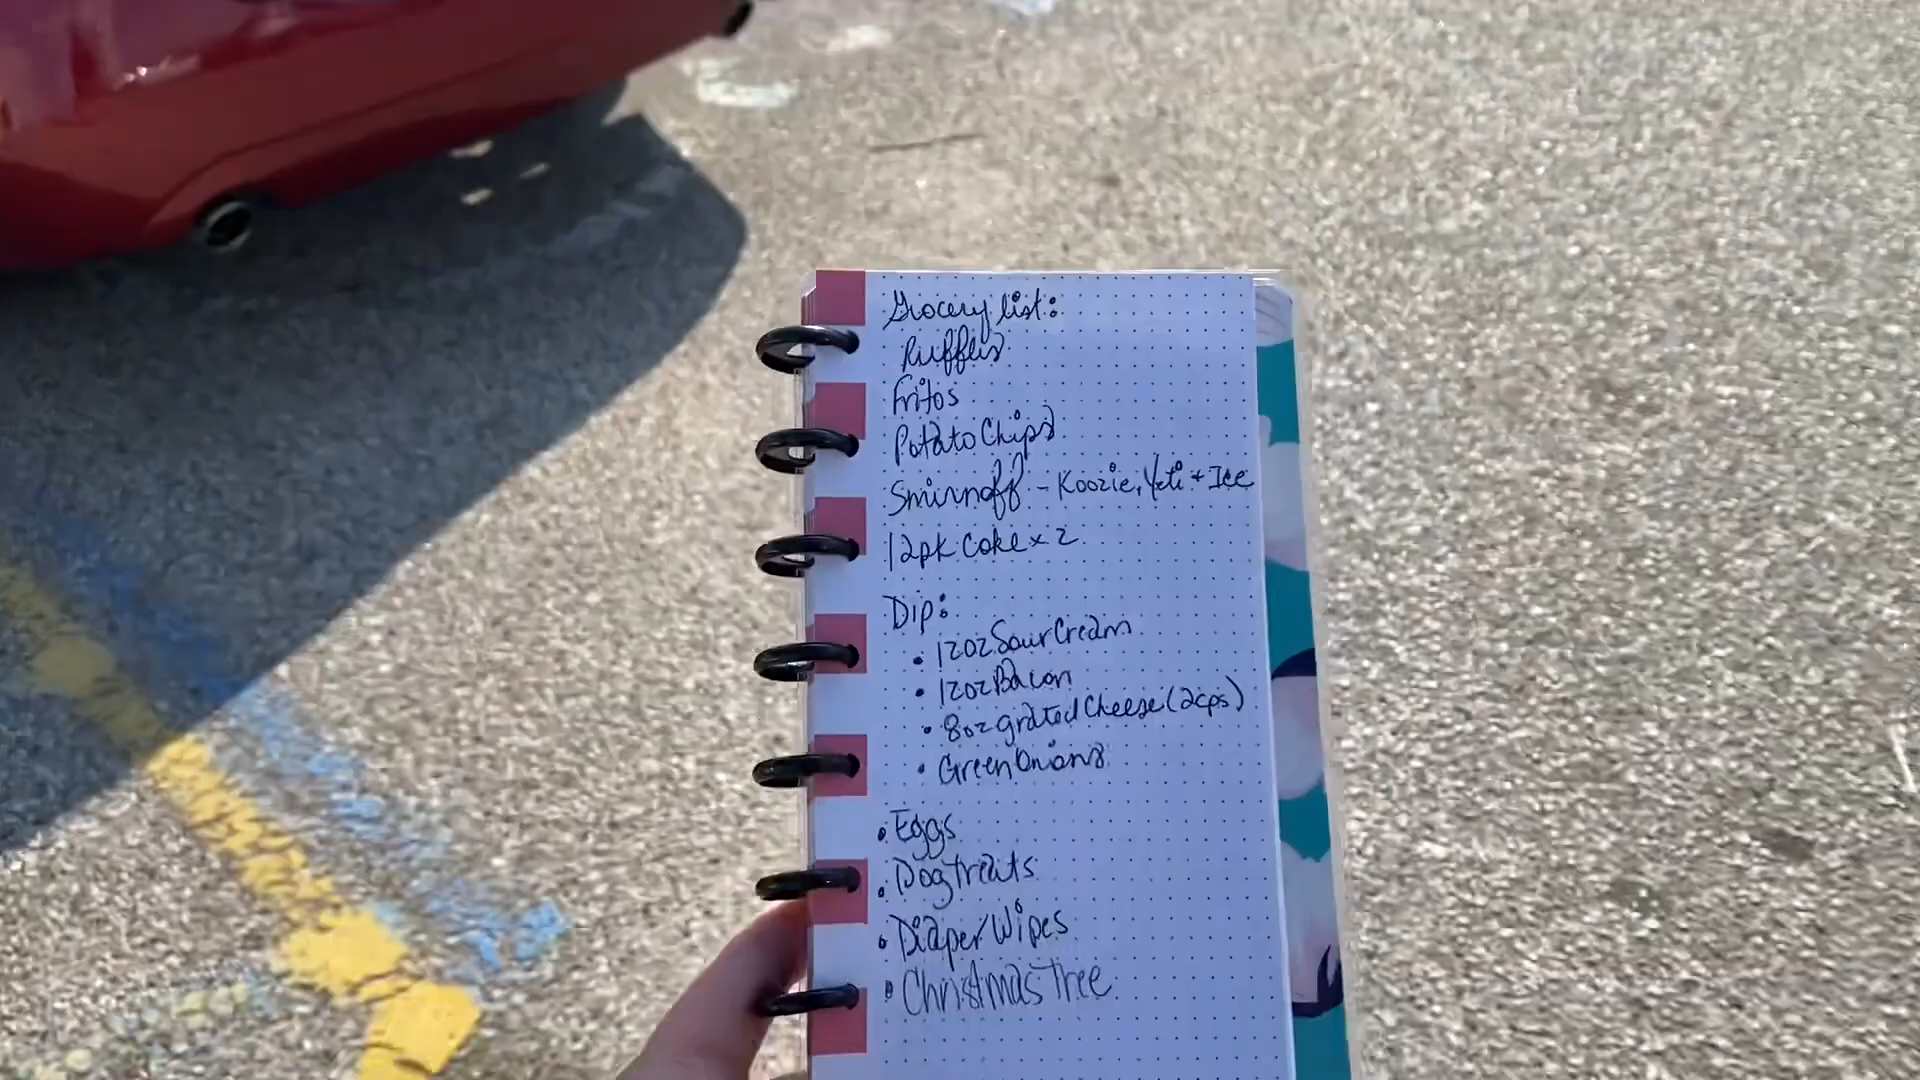 Grocery list:
Ruffles
Fritos
Potato Chips
Smirnoff - Koozie, Yeti + Ice
12pk Coke x 2
Dip:
• 12oz Sour Cream
• 12oz Bacon
• 8oz grated Cheese (2cps)
• Green Onions
• Eggs
• Dog Treats
• Diaper Wipes
• Christmas Tree